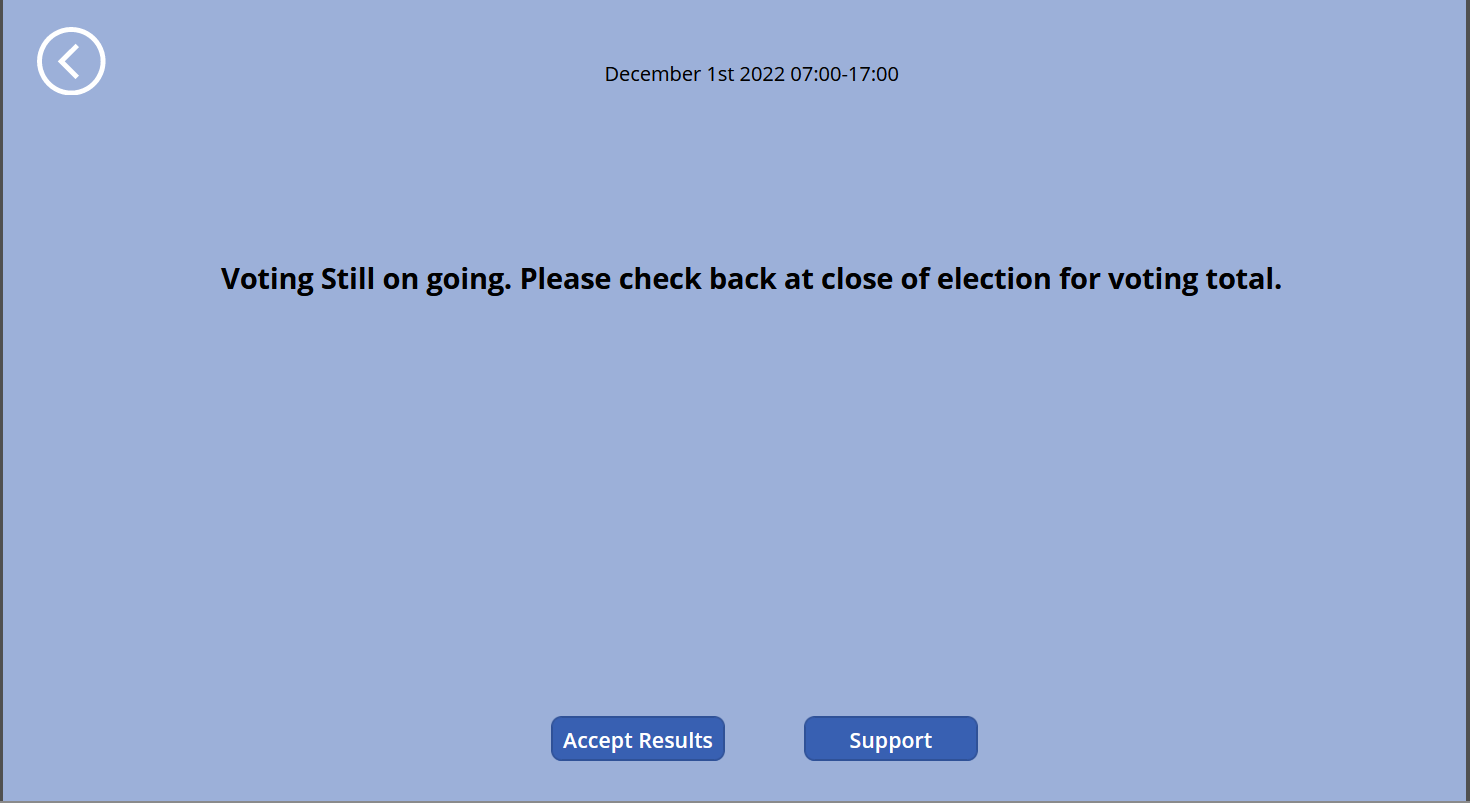 December 1st 2022 07:00-17:00
Voting Still on going. Please check back at close of election for voting total.
Accept Results
Support